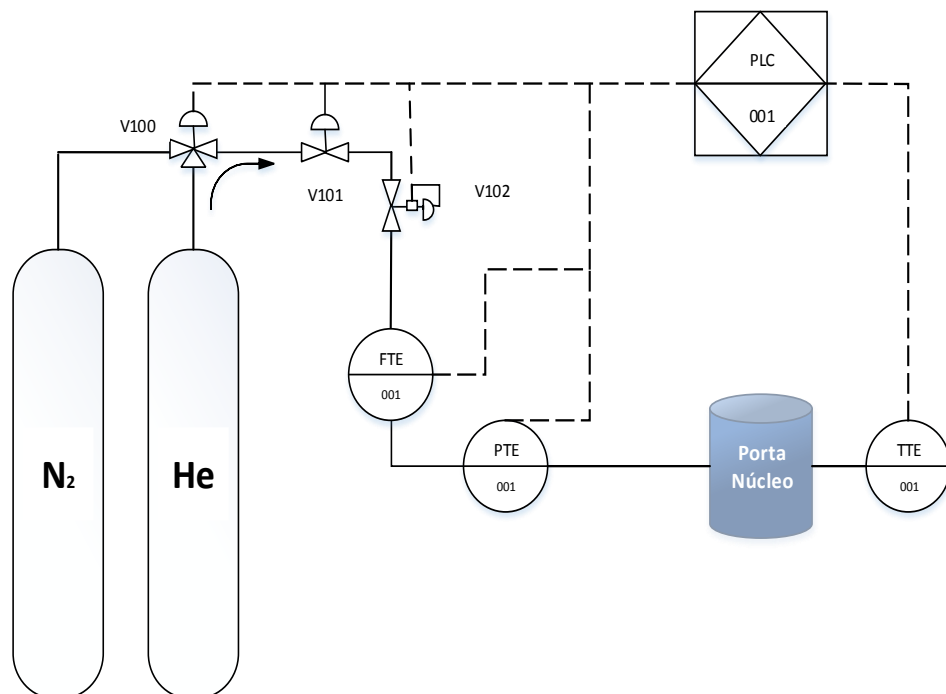 PLC
001
V100
V101
V102
FTE
001
PTE
001
TTE
001
N2
He
Porta
Núcleo